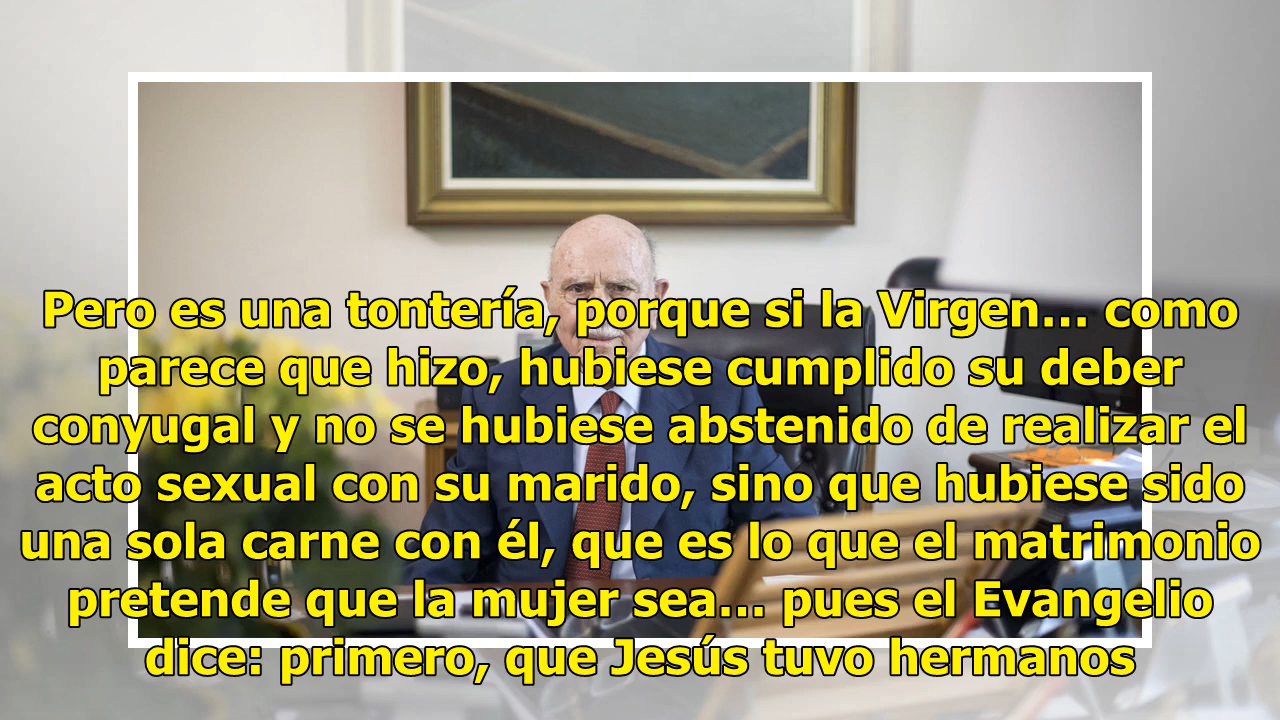 Pero es una tontería, porque si la Virgen... como
parece que hizo, hubiese cumplido su deber
conyugal y no se hubiese abstenido de realizar el
acto sexual con su marido, sino que hubiese sido
una sola carne con él, que es lo que el matrimonio
pretende que la mujer sea... pues el Evangelio
dice: primero, que Jesús tuvo hermanos